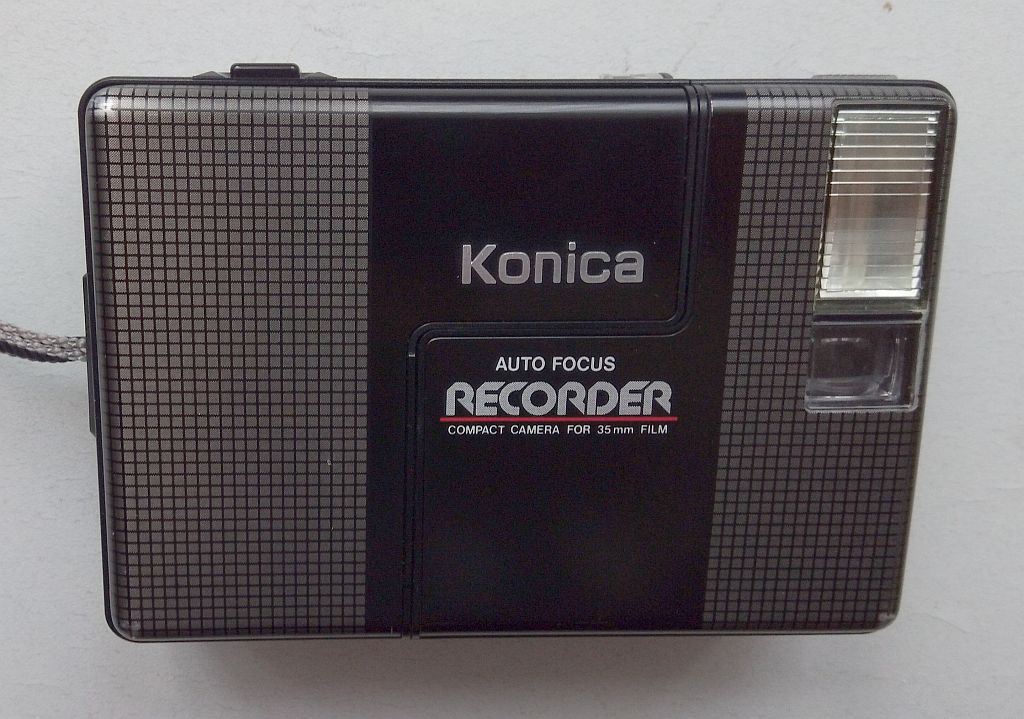 Konica
AUTO FOCUS
RECORDER
COMPACT CAMERA FOR 35mm FILM